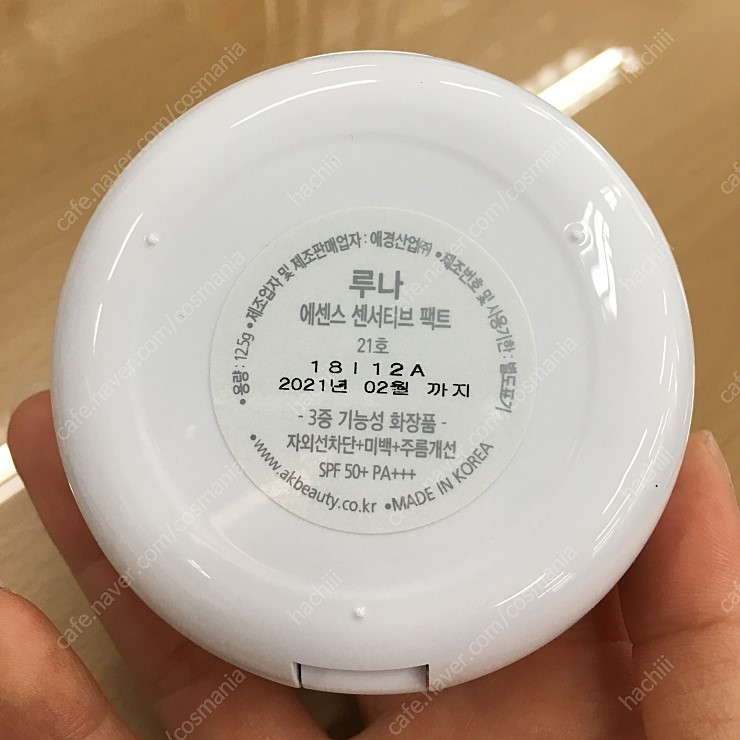 •용량 : 12.5g •제조업자 및 제조판매업자 : 애경산업㈜ •제조번호 및 사용기한 : 별도표기
루나
에센스 센서티브 팩트
21호
18I12A
2021년 02월 까지
- 3중 기능성 화장품 -
자외선차단+미백+주름개선
SPF 50+ PA+++
•www.akbeauty.co.kr •MADE IN KOREA
cafe.naver.com/cosmania
hachiii